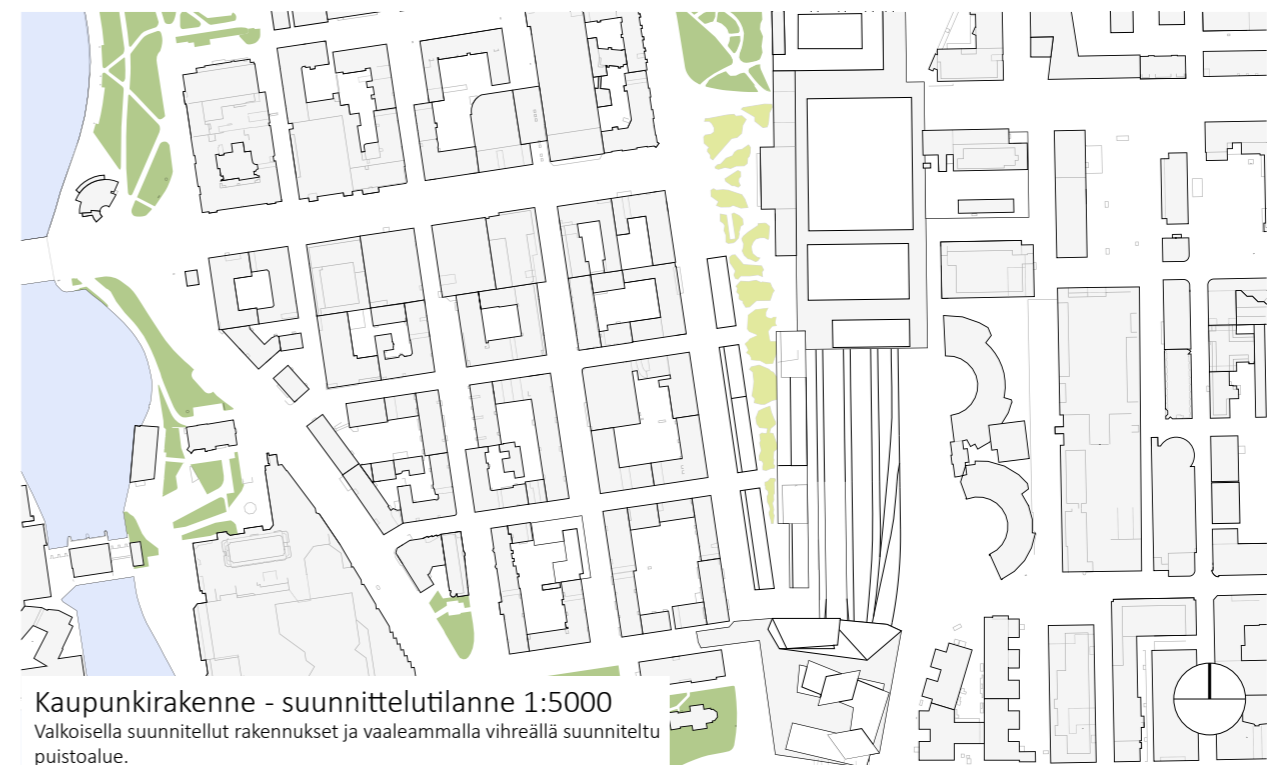 Kaupunkirakenne - suunnittelutilanne 1:5000
Valkoisella suunnitellut rakennukset ja vaaleammalla vihreällä suunniteltu
puistoalue.